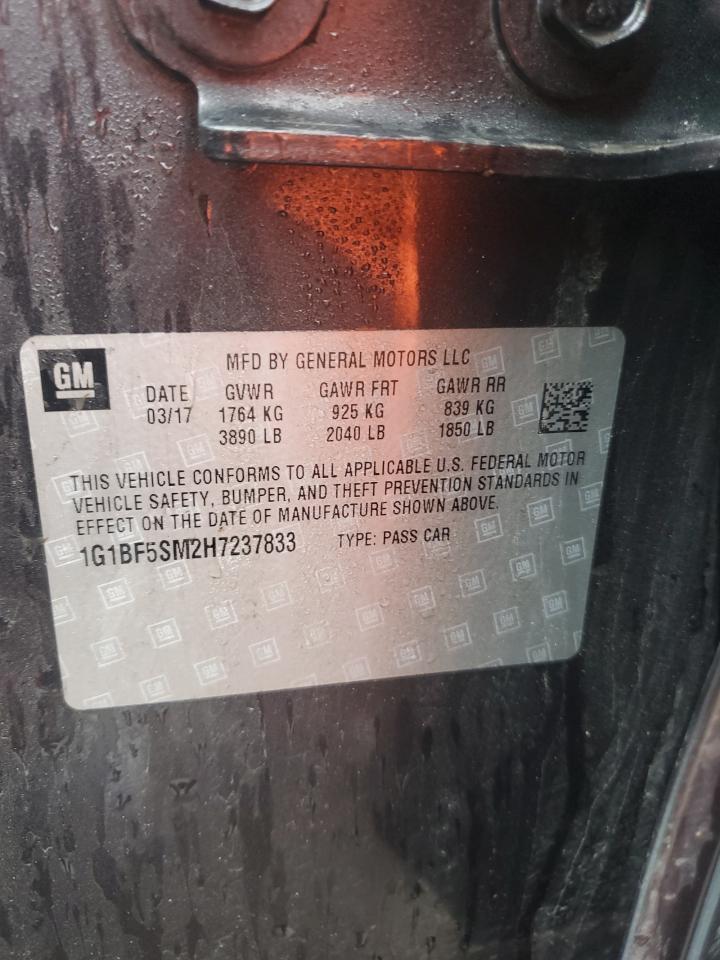 GM
MFD BY GENERAL MOTORS LLC
DATE GVWR GAWR FRT GAWR RR
03/17 1764 KG 925 KG 839 KG
3890 LB 2040 LB 1850 LB
THIS VEHICLE CONFORMS TO ALL APPLICABLE U.S. FEDERAL MOTOR
VEHICLE SAFETY, BUMPER, AND THEFT PREVENTION STANDARDS IN
EFFECT ON THE DATE OF MANUFACTURE SHOWN ABOVE.
1G1BF5SM2H7237833 TYPE: PASS CAR